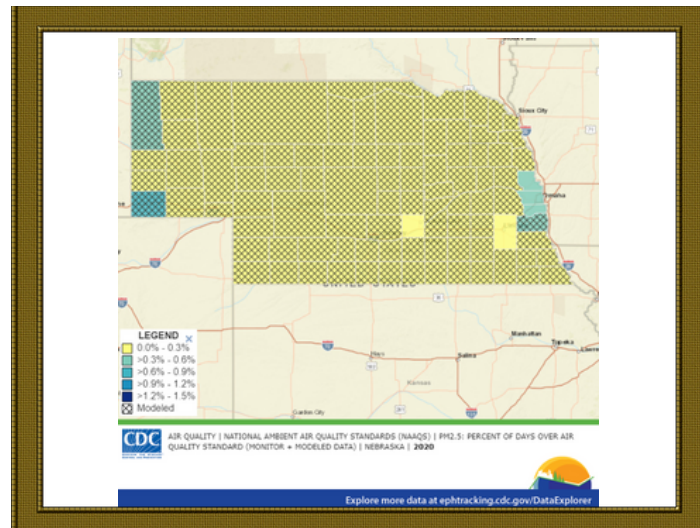 Sioux City
Omaha
UNITED STATES
Manhattan
Topeka
Hays
Salina
Kansas
Garden City
LEGEND
0.0% - 0.3%
>0.3% - 0.6%
>0.6% - 0.9%
>0.9% - 1.2%
>1.2% - 1.5%
Modeled
CDC
AIR QUALITY | NATIONAL AMBIENT AIR QUALITY STANDARDS (NAAQS) | PM2.5: PERCENT OF DAYS OVER AIR
QUALITY STANDARD (MONITOR + MODELED DATA) | NEBRASKA | 2020
Explore more data at ephtracking.cdc.gov/DataExplorer